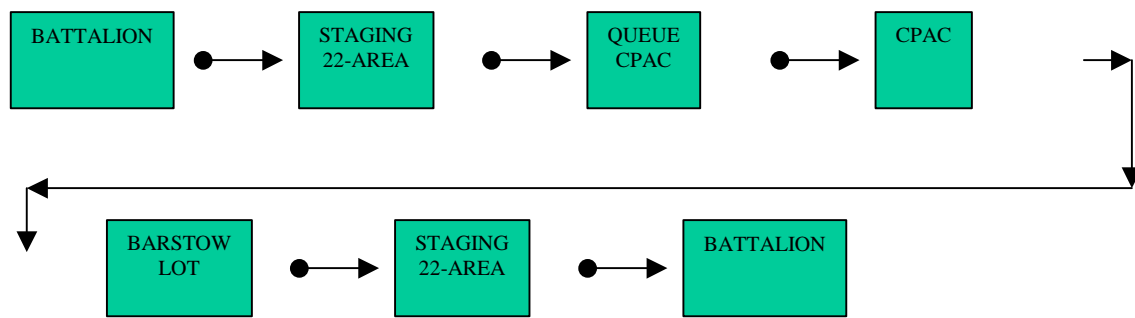 BATTALION
STAGING
22-AREA
QUEUE
CPAC
CPAC
BARSTOW
LOT
STAGING
22-AREA
BATTALION